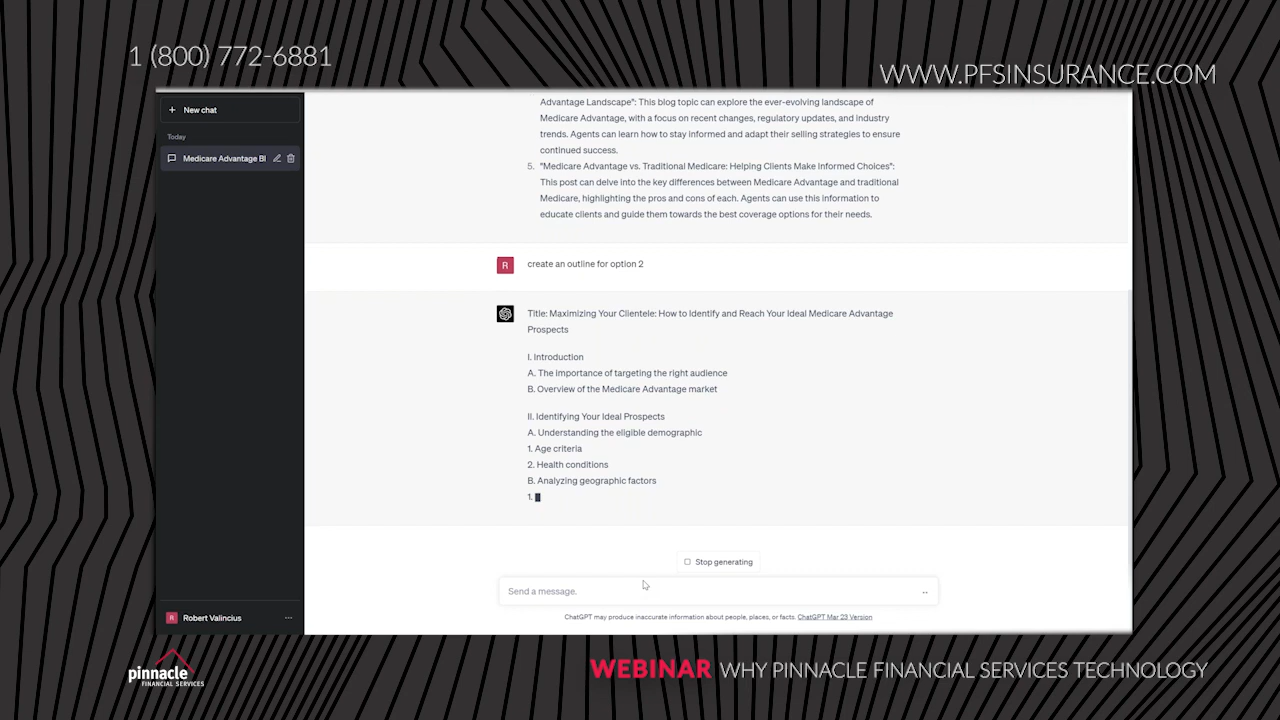 1 (800) 772-6881
WWW.PFSINSURANCE.COM
+ New chat
Today
Medicare Advantage Bl
Advantage Landscape": This blog topic can explore the ever-evolving landscape of
Medicare Advantage, with a focus on recent changes, regulatory updates, and industry
trends. Agents can learn how to stay informed and adapt their selling strategies to ensure
continued success.
5. "Medicare Advantage vs. Traditional Medicare: Helping Clients Make Informed Choices":
This post can delve into the key differences between Medicare Advantage and traditional
Medicare, highlighting the pros and cons of each. Agents can use this information to
educate clients and guide them towards the best coverage options for their needs.
R create an outline for option 2
Title: Maximizing Your Clientele: How to Identify and Reach Your Ideal Medicare Advantage
Prospects
I. Introduction
A. The importance of targeting the right audience
B. Overview of the Medicare Advantage market
II. Identifying Your Ideal Prospects
A. Understanding the eligible demographic
1. Age criteria
2. Health conditions
B. Analyzing geographic factors
1.
Stop generating
Send a message.
ChatGPT may produce inaccurate information about people, places, or facts. ChatGPT Mar 23 Version
R Robert Valincius
pinnacle
FINANCIAL SERVICES
WEBINAR WHY PINNACLE FINANCIAL SERVICES TECHNOLOGY